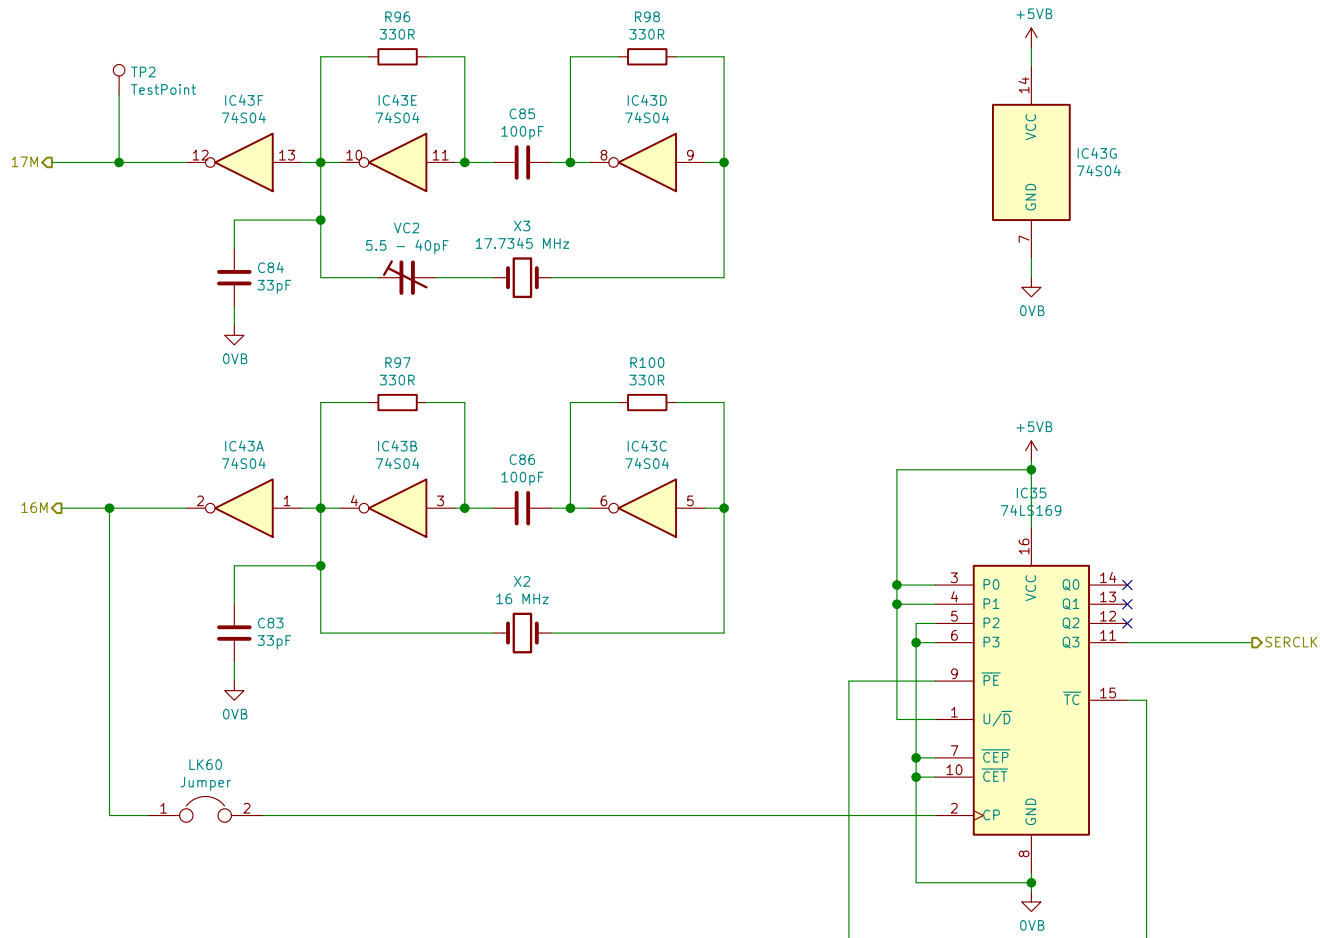 R96
330R
R98
330R
+5VB
TP2
TestPoint
IC43F
74S04
IC43E
74S04
C85
100pF
IC43D
74S04
14
VCC
17M
12
13
10
11
8
9
IC43G
74S04
GND
7
0VB
VC2
5.5 – 40pF
X3
17.7345 MHz
C84
33pF
0VB
R97
330R
R100
330R
IC43A
74S04
IC43B
74S04
C86
100pF
IC43C
74S04
+5VB
16M
2
1
4
3
6
5
IC35
74LS169
16
VCC
X2
16 MHz
C83
33pF
0VB
3 P0 Q0 14
4 P1 Q1 13
5 P2 Q2 12
6 P3 Q3 11
SERCLK
9 PE
TC 15
1 U/D
7 CEP
10 CET
2 CP
GND
8
0VB
LK60
Jumper
1
2